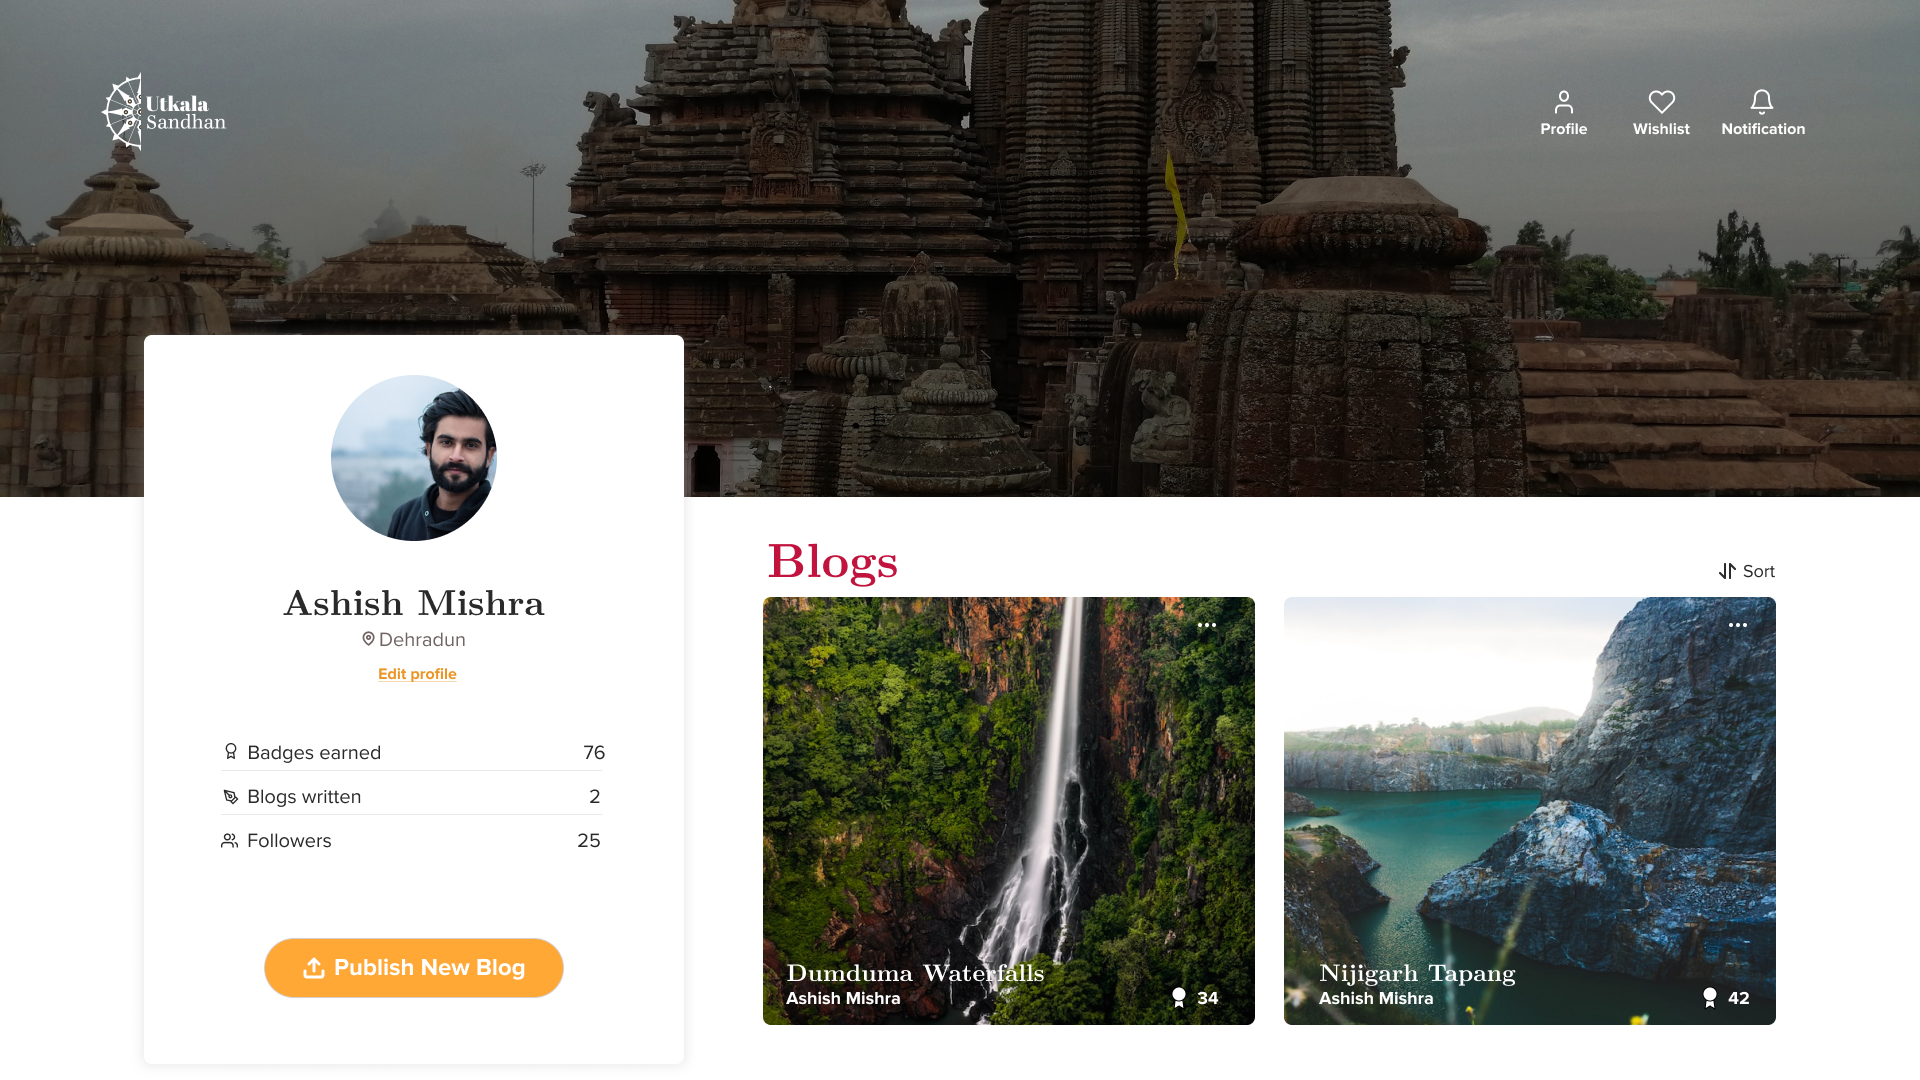 Utkala
Sandhan
Profile
Wishlist
Notification
Ashish Mishra
Dehradun
Edit profile
Badges earned 76
Blogs written 2
Followers 25
Publish New Blog
Blogs
Sort
Dumduma Waterfalls
Ashish Mishra
34
Nijigarh Tapang
Ashish Mishra
42